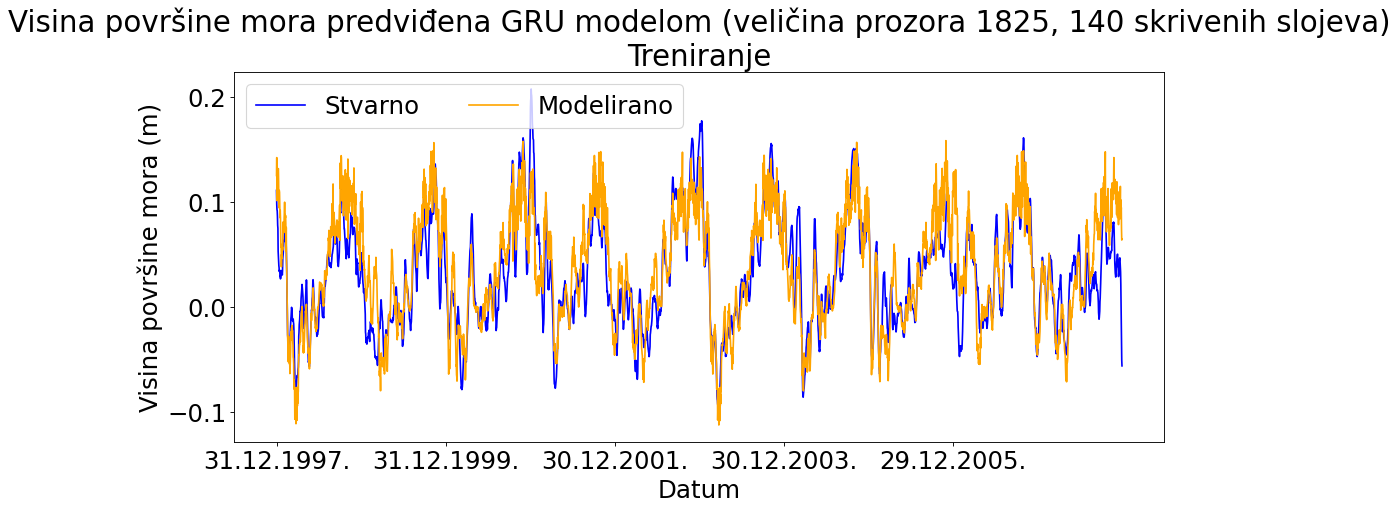 Visina površine mora predviđena GRU modelom (veličina prozora 1825, 140 skrivenih slojeva)
Treniranje
Stvarno
Modelirano
Visina površine mora (m)
0.2
0.1
0.0
−0.1
31.12.1997.
31.12.1999.
30.12.2001.
30.12.2003.
29.12.2005.
Datum